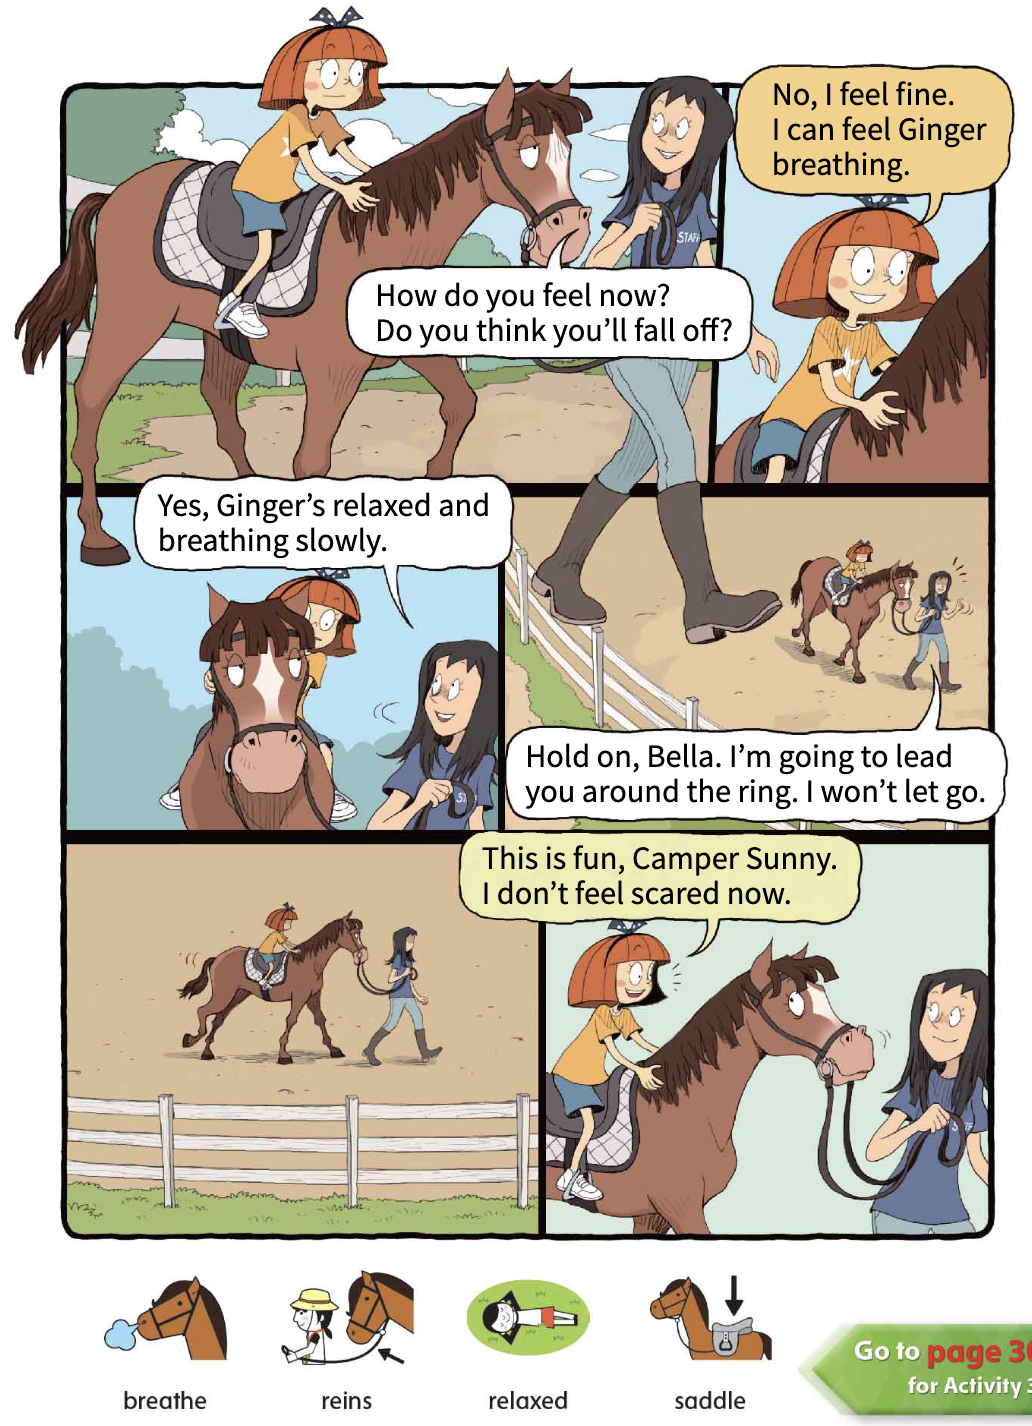 How do you feel now?
Do you think you'll fall off?
No, I feel fine.
I can feel Ginger
breathing.
STAFF
Yes, Ginger's relaxed and
breathing slowly.
Hold on, Bella. I'm going to lead
you around the ring. I won't let go.
This is fun, Camper Sunny.
I don't feel scared now.
breathe
reins
relaxed
saddle
Go to page
for Activity